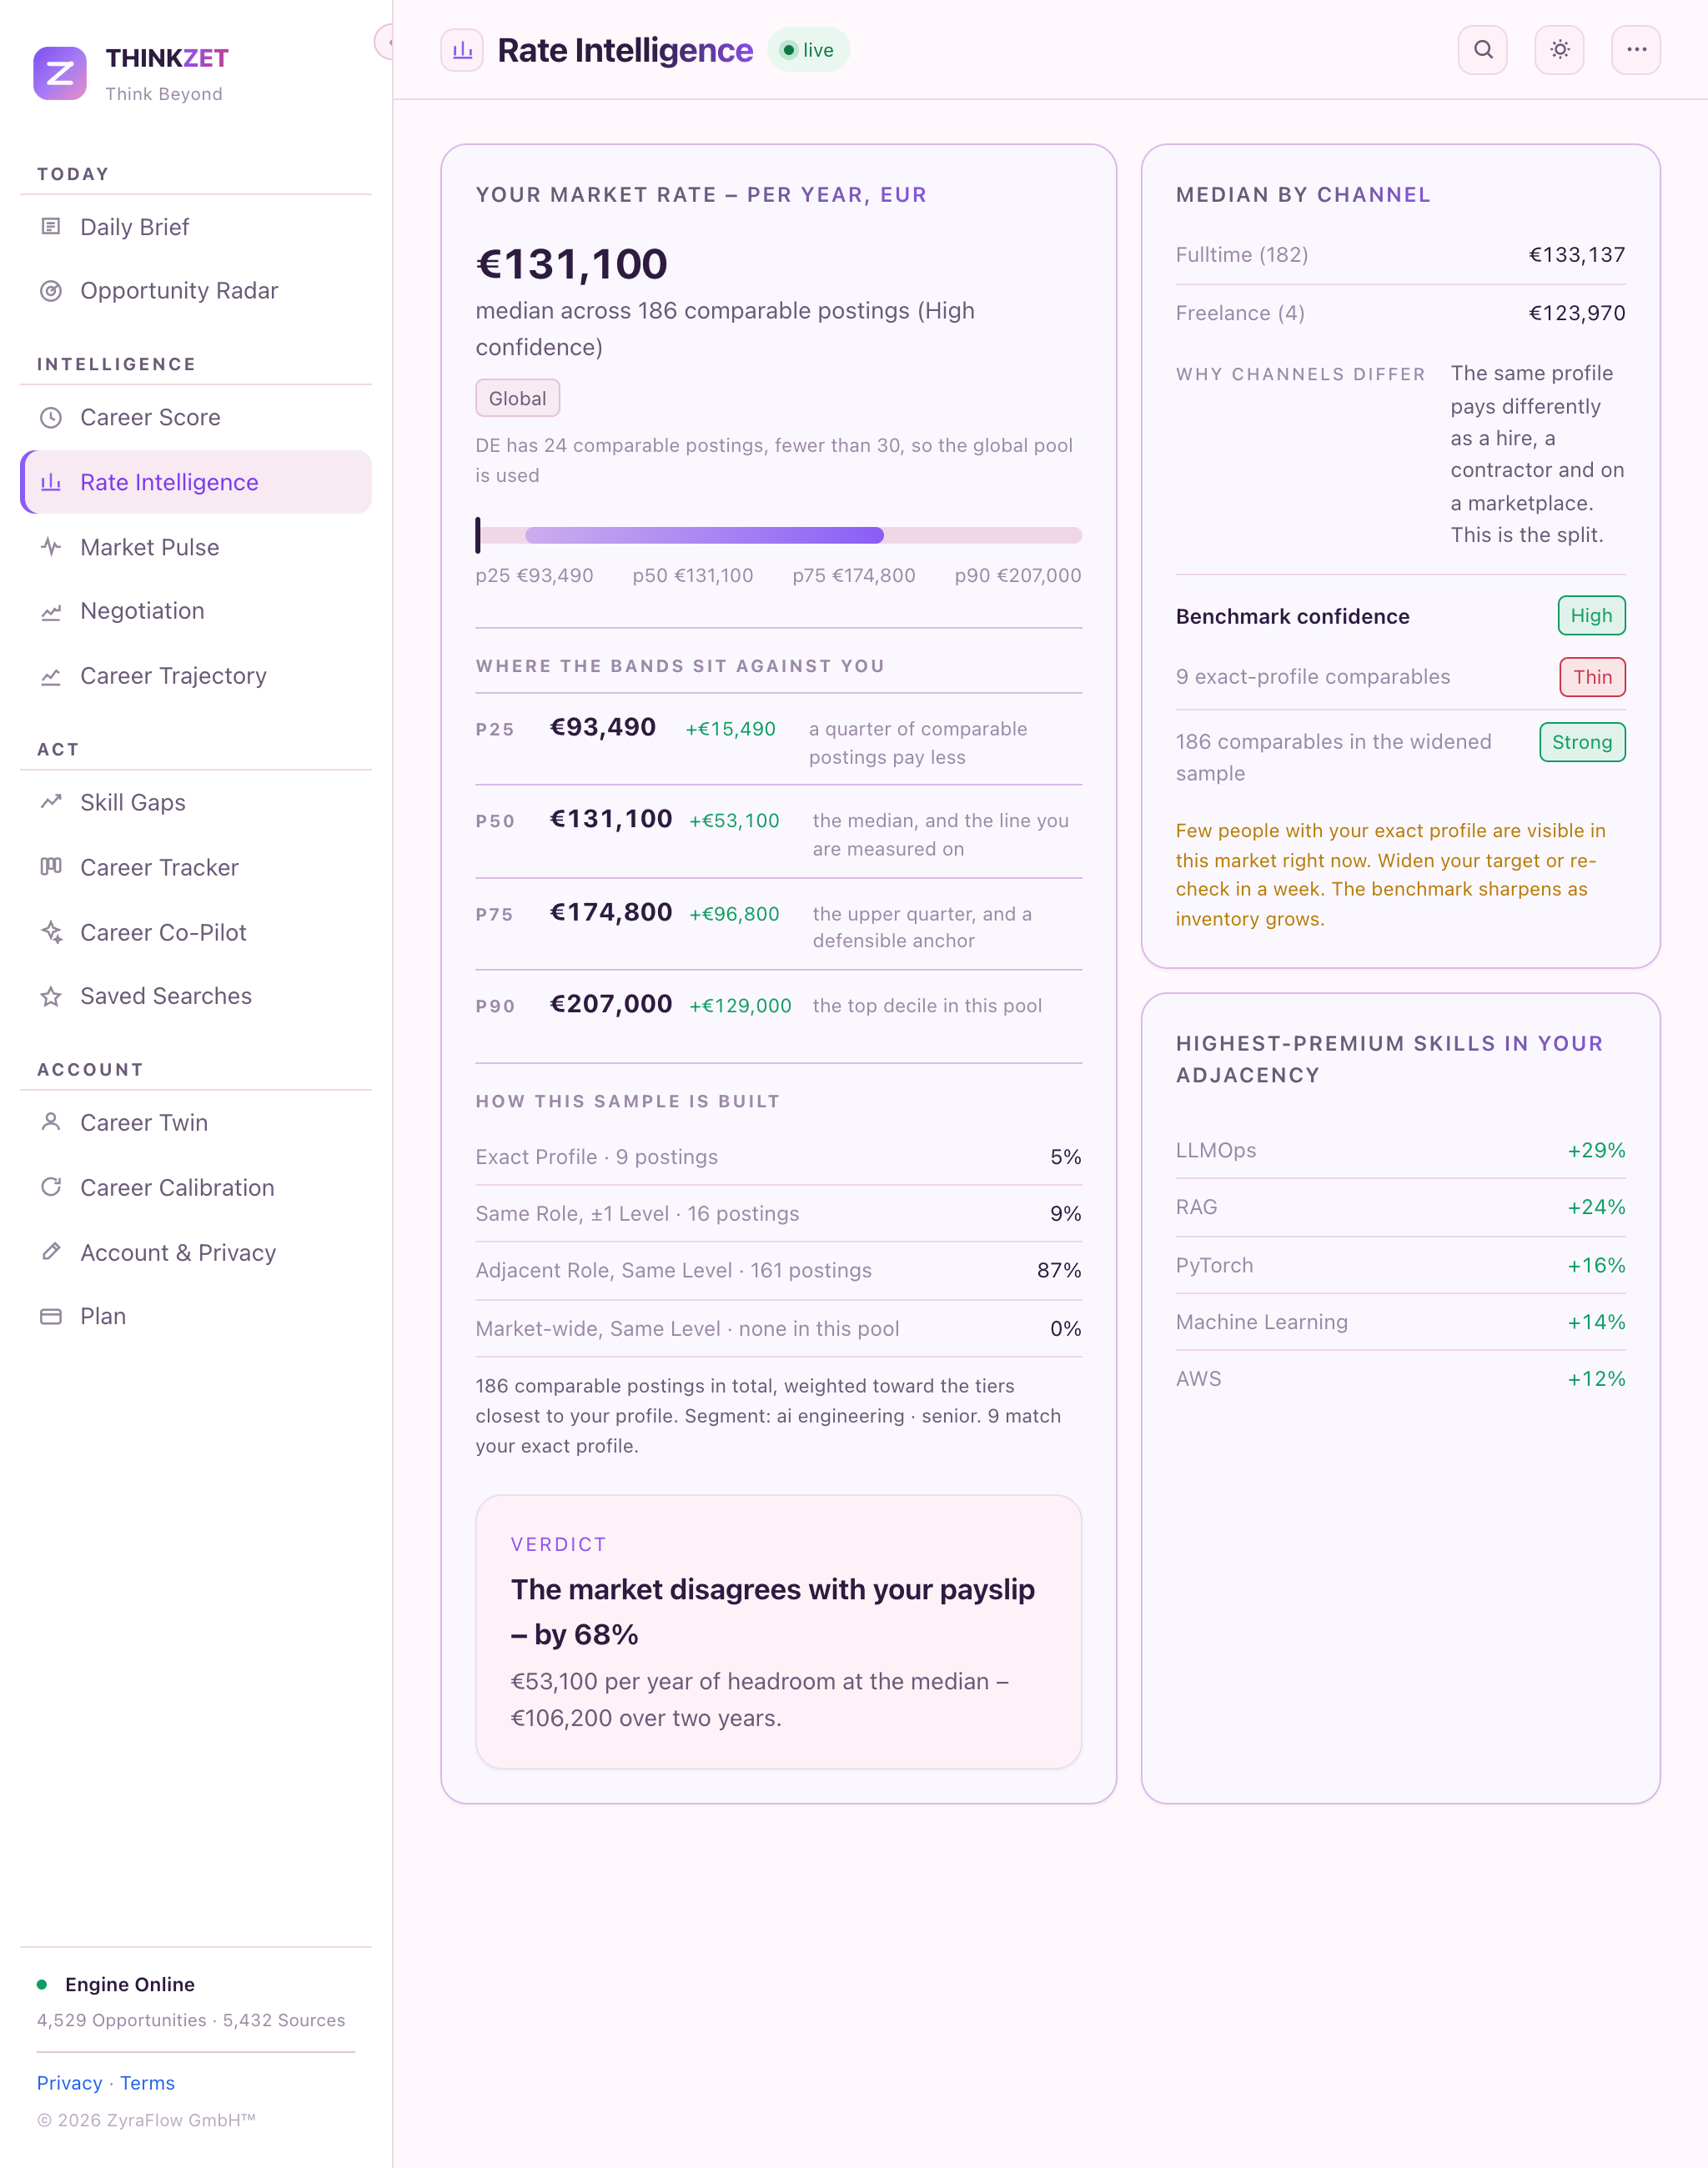 THINKZET
Think Beyond
TODAY
Daily Brief
Opportunity Radar
INTELLIGENCE
Career Score
Rate Intelligence
Market Pulse
Negotiation
Career Trajectory
ACT
Skill Gaps
Career Tracker
Career Co-Pilot
Saved Searches
ACCOUNT
Career Twin
Career Calibration
Account & Privacy
Plan
Engine Online
4,529 Opportunities · 5,432 Sources
Privacy · Terms
© 2026 ZyraFlow GmbH™
Rate Intelligence
live
YOUR MARKET RATE – PER YEAR, EUR
€131,100
median across 186 comparable postings (High
confidence)
Global
DE has 24 comparable postings, fewer than 30, so the global pool
is used
p25 €93,490 p50 €131,100 p75 €174,800 p90 €207,000
WHERE THE BANDS SIT AGAINST YOU
P25 €93,490 +€15,490 a quarter of comparable
postings pay less
P50 €131,100 +€53,100 the median, and the line you
are measured on
P75 €174,800 +€96,800 the upper quarter, and a
defensible anchor
P90 €207,000 +€129,000 the top decile in this pool
HOW THIS SAMPLE IS BUILT
Exact Profile · 9 postings 5%
Same Role, ±1 Level · 16 postings 9%
Adjacent Role, Same Level · 161 postings 87%
Market-wide, Same Level · none in this pool 0%
186 comparable postings in total, weighted toward the tiers
closest to your profile. Segment: ai engineering · senior. 9 match
your exact profile.
VERDICT
The market disagrees with your payslip
– by 68%
€53,100 per year of headroom at the median –
€106,200 over two years.
MEDIAN BY CHANNEL
Fulltime (182) €133,137
Freelance (4) €123,970
WHY CHANNELS DIFFER The same profile
pays differently
as a hire, a
contractor and on
a marketplace.
This is the split.
Benchmark confidence High
9 exact-profile comparables Thin
186 comparables in the widened Strong
sample
Few people with your exact profile are visible in
this market right now. Widen your target or re-
check in a week. The benchmark sharpens as
inventory grows.
HIGHEST-PREMIUM SKILLS IN YOUR
ADJACENCY
LLMOps +29%
RAG +24%
PyTorch +16%
Machine Learning +14%
AWS +12%